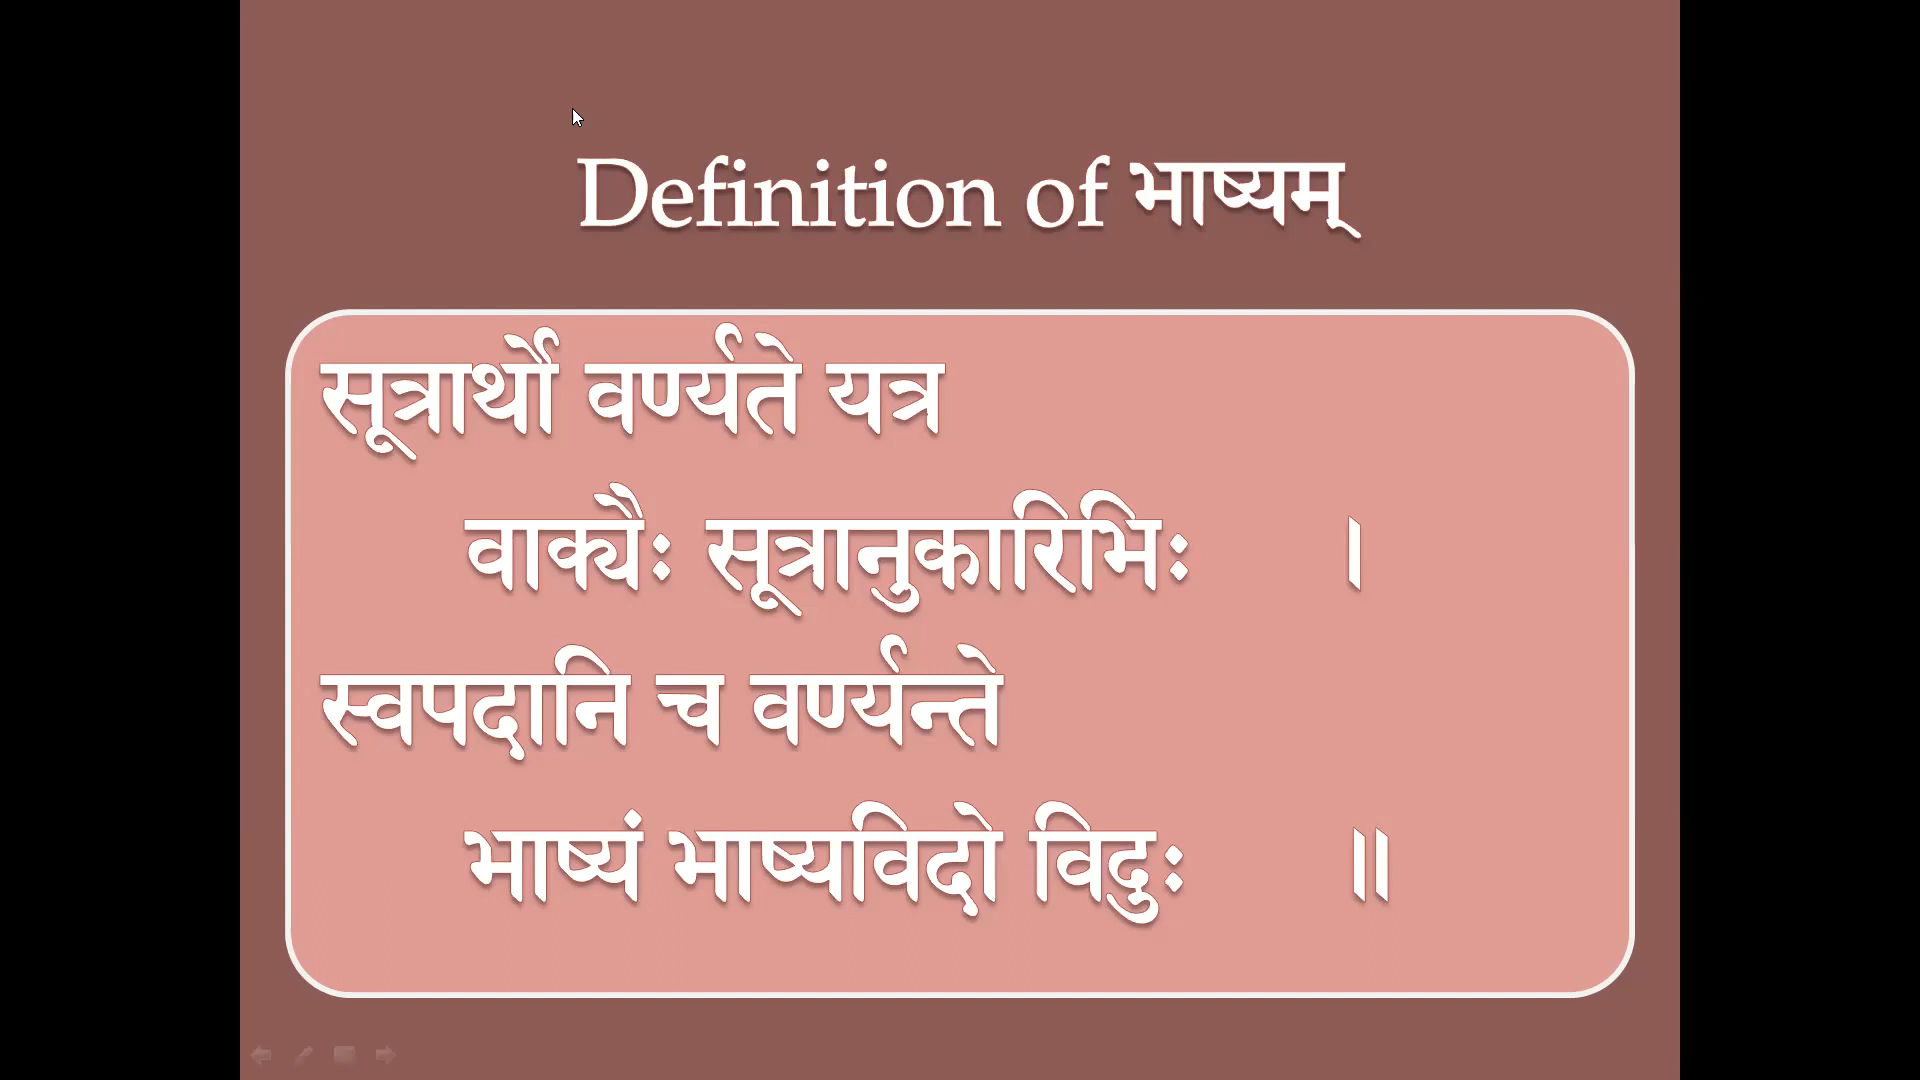 Definition of भाष्यम्
सूत्रार्थौ वर्ण्यते यत्र
वाक्यैः सूत्रानुकारिभिः ।
स्वपदानि च वर्ण्यन्ते
भाष्यं भाष्यविदो विदुः ॥